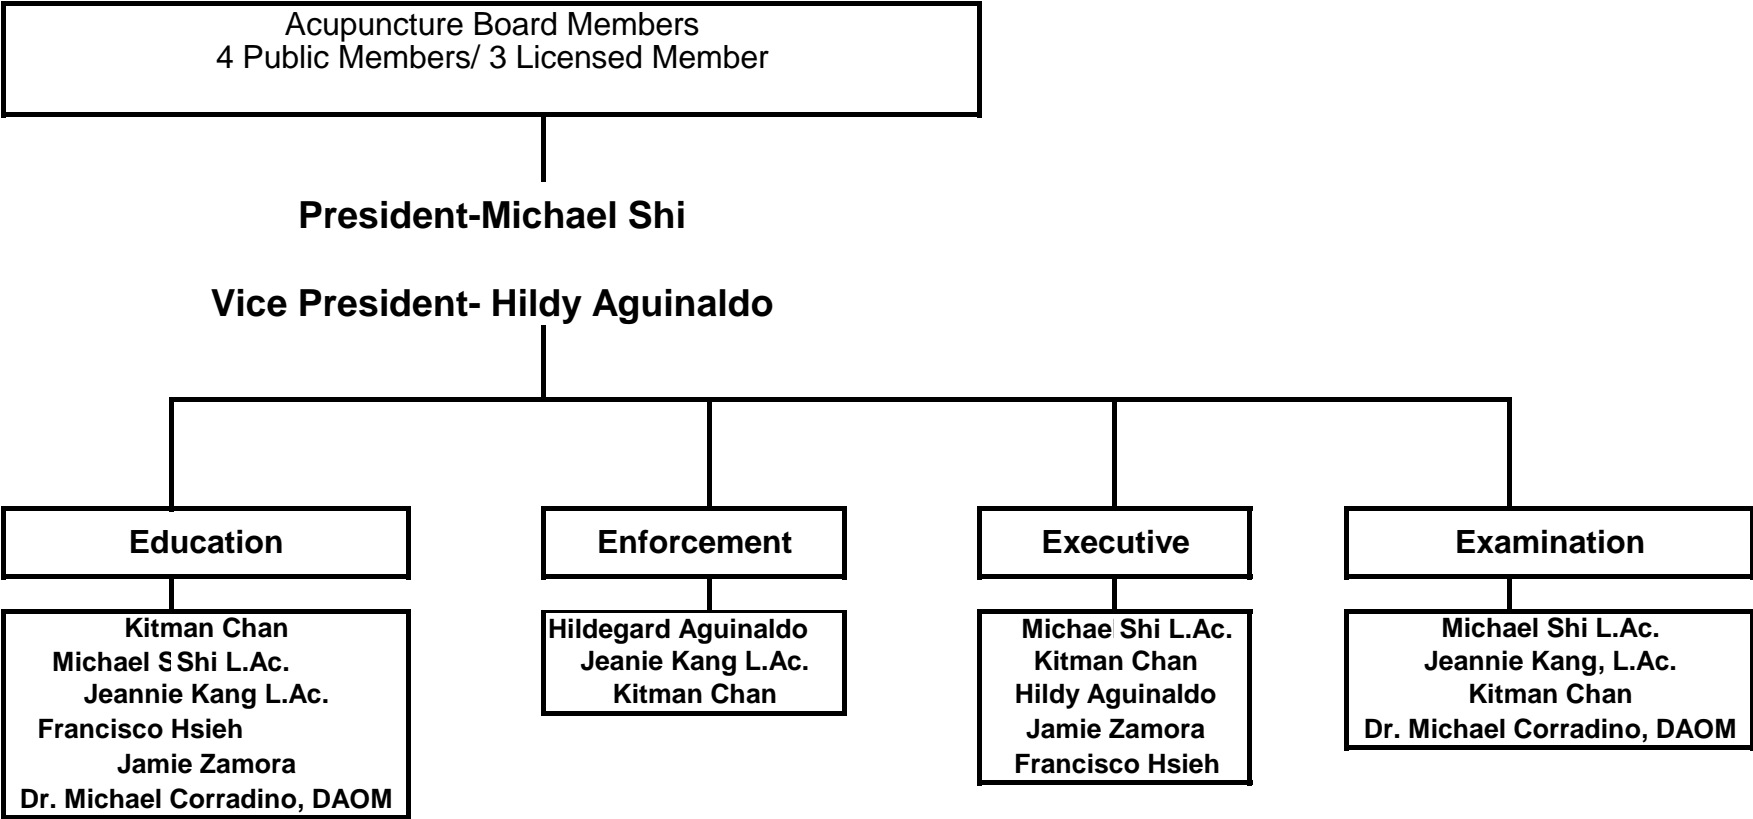 Acupuncture Board Members
4 Public Members/ 3 Licensed Member
President-Michael Shi
Vice President- Hildy Aguinaldo
Education
Kitman Chan
Michael S Shi L.Ac.
Jeannie Kang L.Ac.
Francisco Hsieh
Jamie Zamora
Dr. Michael Corradino, DAOM
Enforcement
Hildegard Aguinaldo
Jeanie Kang L.Ac.
Kitman Chan
Executive
Michael Shi L.Ac.
Kitman Chan
Hildy Aguinaldo
Jamie Zamora
Francisco Hsieh
Examination
Michael Shi L.Ac.
Jeannie Kang, L.Ac.
Kitman Chan
Dr. Michael Corradino, DAOM